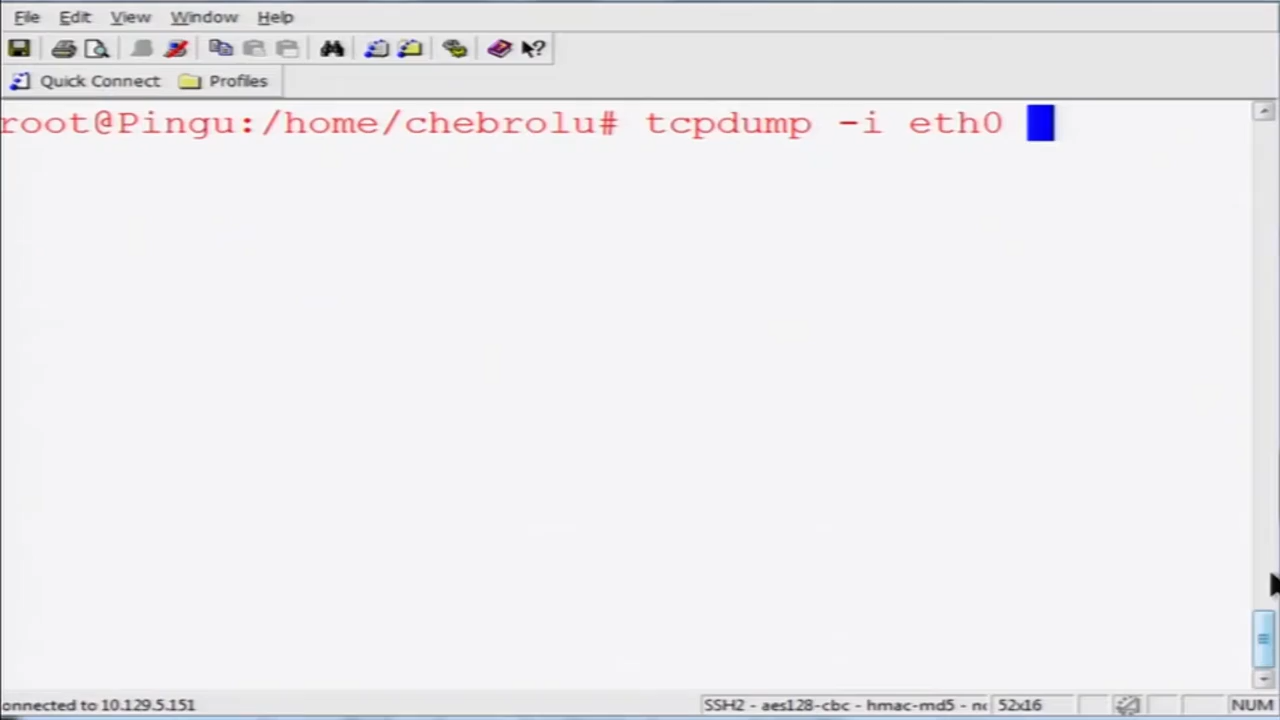 File Edit View Window Help
Quick Connect Profiles
root@Pingu:/home/chebrolu# tcpdump -i eth0
onnected to 10.129.5.151 SSH2 - aes128-cbc - hmac-md5 - nc 52x16 NUM